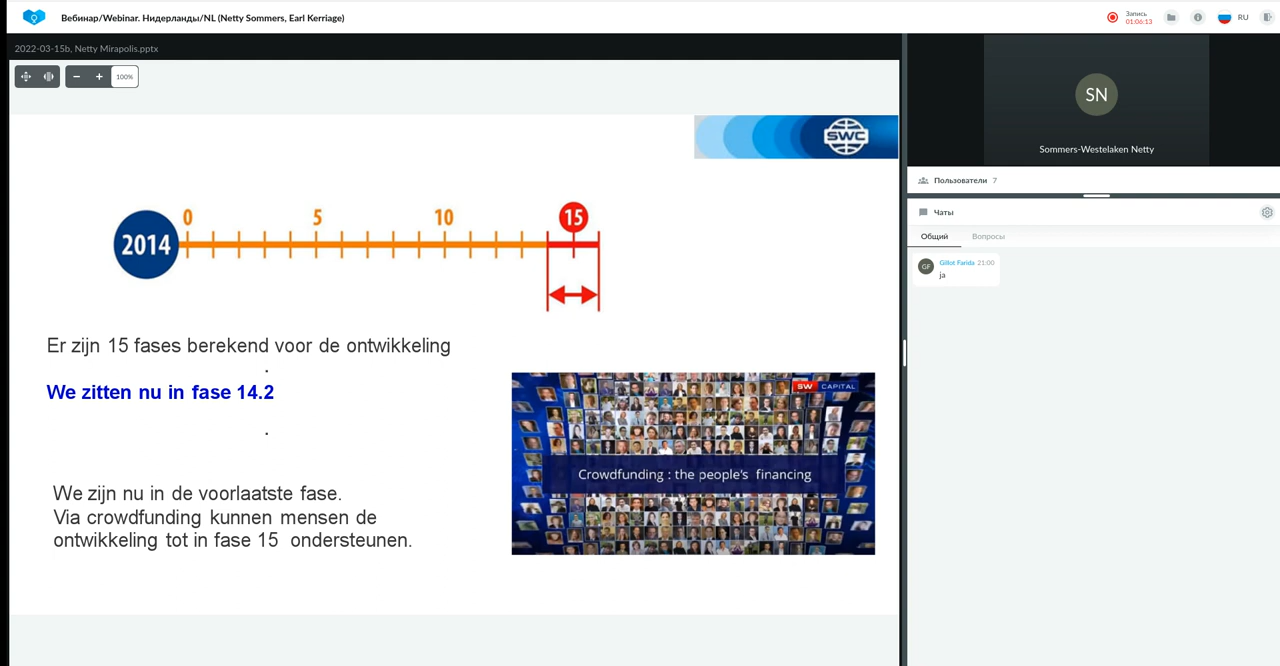 Вебинар/Webinar. Нидерланды/NL (Netty Sommers, Earl Kerriage)
Запись
01:06:13
RU
2022-03-15b, Netty Mirapolis.pptx
100%
SWC
0 5 10 15
2014
Er zijn 15 fases berekend voor de ontwikkeling
.
We zitten nu in fase 14.2
.
We zijn nu in de voorlaatste fase.
Via crowdfunding kunnen mensen de
ontwikkeling tot in fase 15 ondersteunen.
SW CAPITAL
Crowdfunding : the people's financing
SN
Sommers-Westelaken Netty
Пользователи 7
Чаты
Общий Вопросы
GF
Gillot Farida 21:00
ja